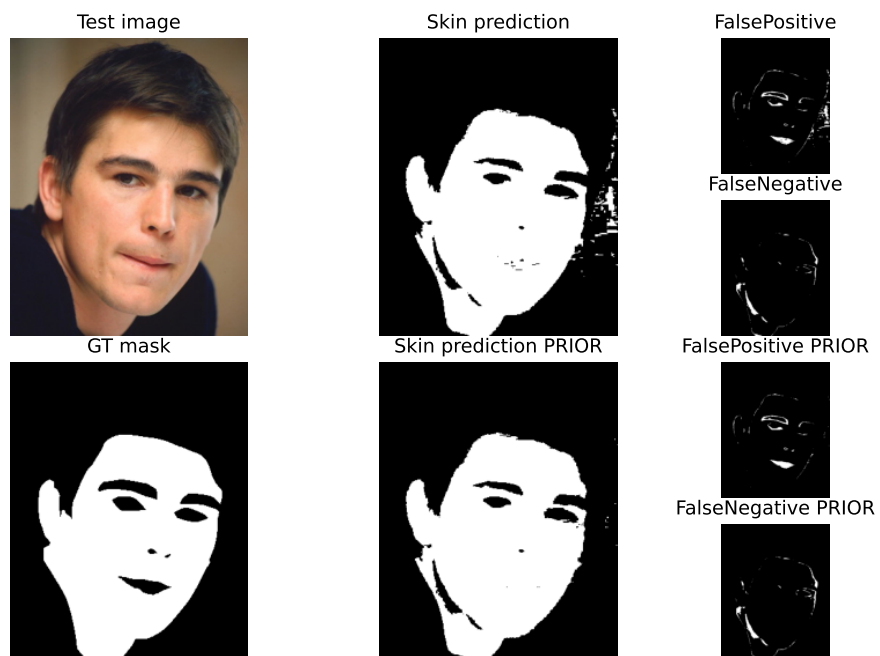 Test image
Skin prediction
FalsePositive
FalseNegative
GT mask
Skin prediction PRIOR
FalsePositive PRIOR
FalseNegative PRIOR